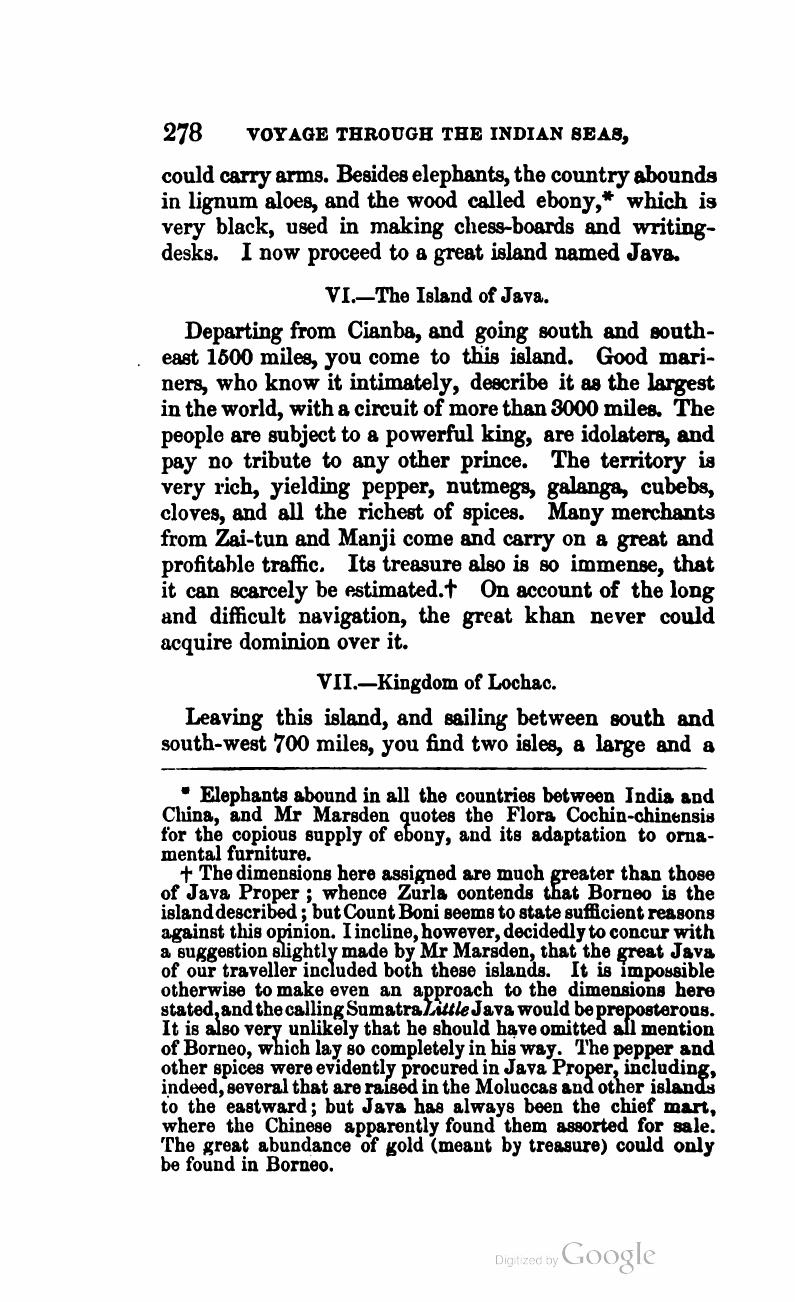 278 VOYAGE THROUGH THE INDIAN SEAS,
could carry arms. Besides elephants, the country abounds
in lignum aloes, and the wood called ebony,* which is
very black, used in making chess-boards and writing-
desks. I now proceed to a great island named Java.
VI.—The Island of Java.
Departing from Cianba, and going south and south-
east 1500 miles, you come to this island. Good mari-
ners, who know it intimately, describe it as the largest
in the world, with a circuit of more than 3000 miles. The
people are subject to a powerful king, are idolaters, and
pay no tribute to any other prince. The territory is
very rich, yielding pepper, nutmegs, galanga, cubebs,
cloves, and all the richest of spices. Many merchants
from Zai-tun and Manji come and carry on a great and
profitable traffic. Its treasure also is so immense, that
it can scarcely be estimated.† On account of the long
and difficult navigation, the great khan never could
acquire dominion over it.
VII.—Kingdom of Lochac.
Leaving this island, and sailing between south and
south-west 700 miles, you find two isles, a large and a
* Elephants abound in all the countries between India and
China, and Mr Marsden quotes the Flora Cochin-chinensis
for the copious supply of ebony, and its adaptation to orna-
mental furniture.
† The dimensions here assigned are much greater than those
of Java Proper; whence Zurla contends that Borneo is the
island described; but Count Boni seems to state sufficient reasons
against this opinion. I incline, however, decidedly to concur with
a suggestion slightly made by Mr Marsden, that the great Java
of our traveller included both these islands. It is impossible
otherwise to make even an approach to the dimensions here
stated, and the calling Sumatra Little Java would be preposterous.
It is also very unlikely that he should have omitted all mention
of Borneo, which lay so completely in his way. The pepper and
other spices were evidently procured in Java Proper, including,
indeed, several that are raised in the Moluccas and other islands
to the eastward; but Java has always been the chief mart,
where the Chinese apparently found them assorted for sale.
The great abundance of gold (meant by treasure) could only
be found in Borneo.
Digitized by Google